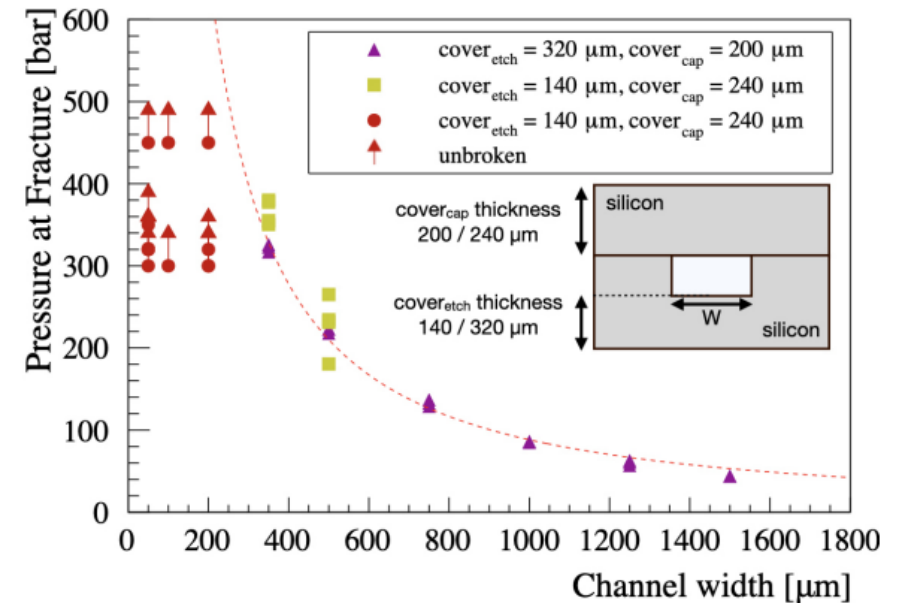 Pressure at Fracture [bar]
600
500
400
300
200
100
0
cover_etch = 320 μm, cover_cap = 200 μm
cover_etch = 140 μm, cover_cap = 240 μm
cover_etch = 140 μm, cover_cap = 240 μm
unbroken
cover_cap thickness
200 / 240 μm
silicon
cover_etch thickness
140 / 320 μm
W
silicon
0 200 400 600 800 1000 1200 1400 1600 1800
Channel width [μm]